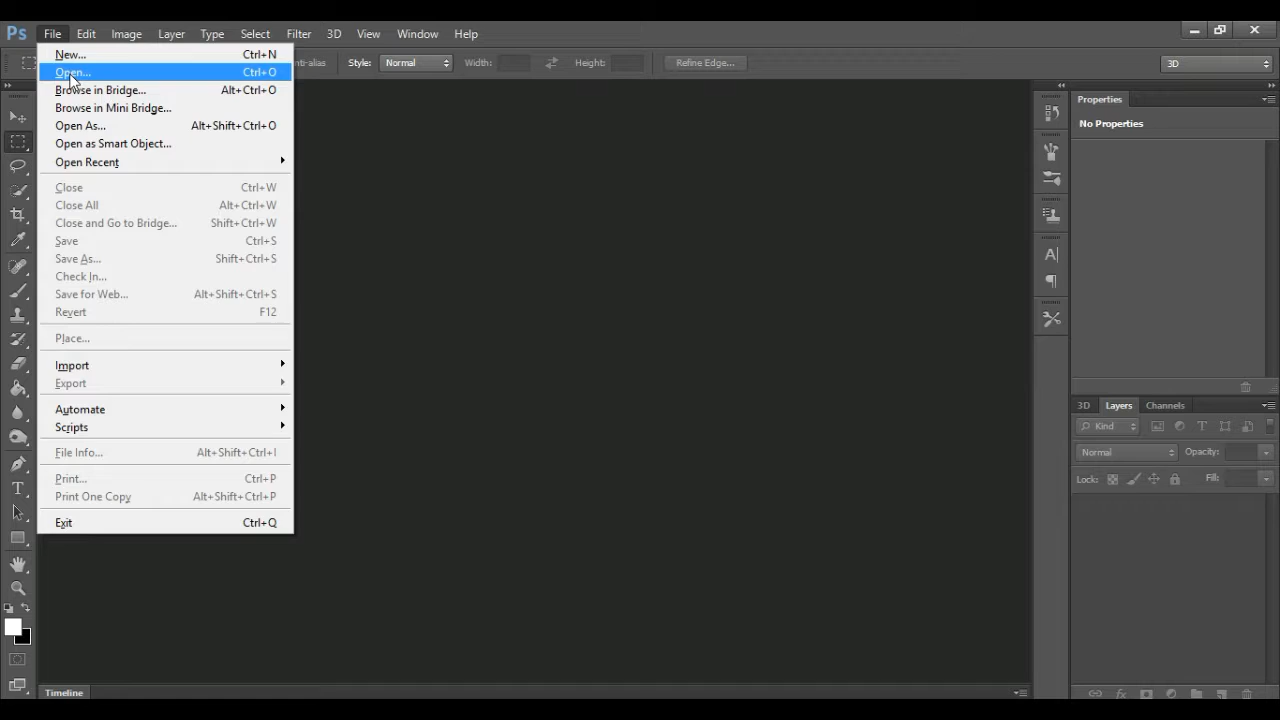 Ps File Edit Image Layer Type Select Filter 3D View Window Help
nti-alias Style: Normal Width: Height: Refine Edge... 3D
New... Ctrl+N
Open... Ctrl+O
Browse in Bridge... Alt+Ctrl+O
Browse in Mini Bridge...
Open As... Alt+Shift+Ctrl+O
Open as Smart Object...
Open Recent
Close Ctrl+W
Close All Alt+Ctrl+W
Close and Go to Bridge... Shift+Ctrl+W
Save Ctrl+S
Save As... Shift+Ctrl+S
Check In...
Save for Web... Alt+Shift+Ctrl+S
Revert F12
Place...
Import
Export
Automate
Scripts
File Info... Alt+Shift+Ctrl+I
Print... Ctrl+P
Print One Copy Alt+Shift+Ctrl+P
Exit Ctrl+Q
Properties
No Properties
3D Layers Channels
Kind
Normal Opacity:
Lock: Fill:
Timeline